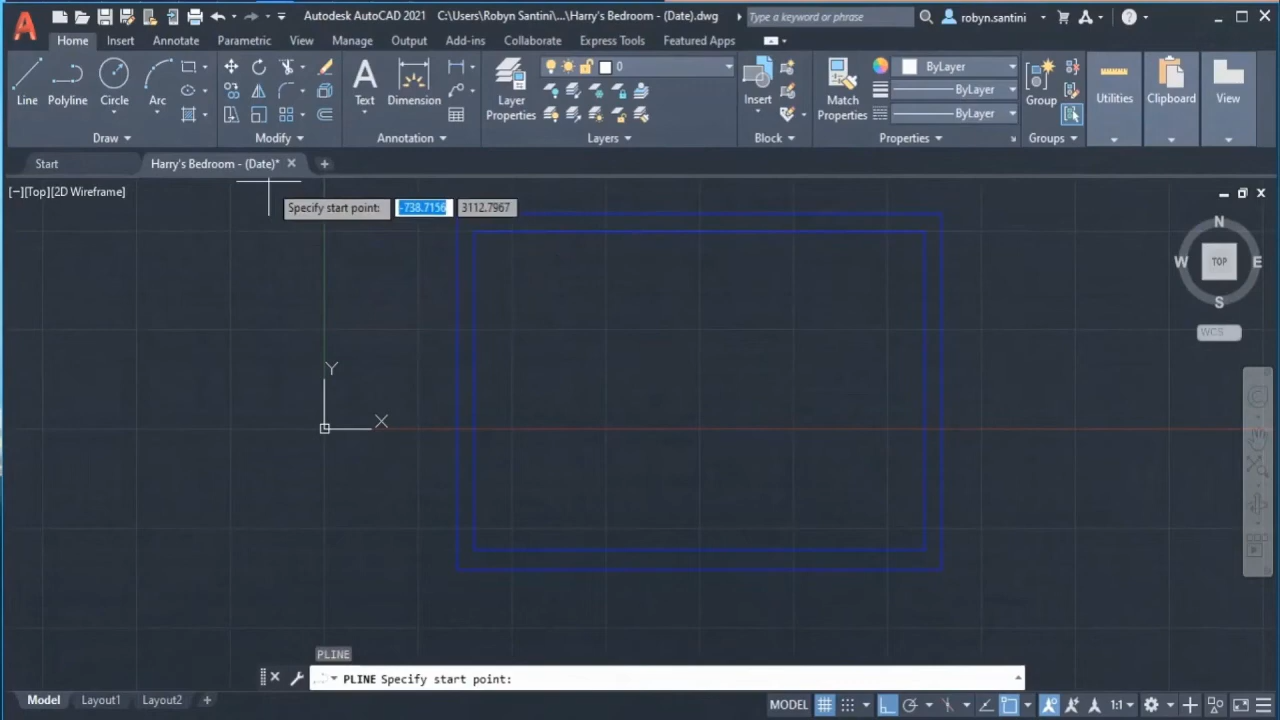 Autodesk AutoCAD 2021 C:\Users\Robyn Santini\...\Harry's Bedroom - (Date).dwg
Type a keyword or phrase
robyn.santini
Home Insert Annotate Parametric View Manage Output Add-ins Collaborate Express Tools Featured Apps
Line Polyline Circle Arc
Text Dimension
Layer Properties
0
Insert
Match Properties
ByLayer
ByLayer
ByLayer
Group
Utilities
Clipboard
View
Draw Modify Annotation Layers Block Properties Groups
Start Harry's Bedroom - (Date)*
[−][Top][2D Wireframe]
Specify start point: -738.7156 3112.7967
N
W TOP E
S
WCS
Y
X
PLINE
PLINE Specify start point:
Model Layout1 Layout2 +
MODEL 1:1